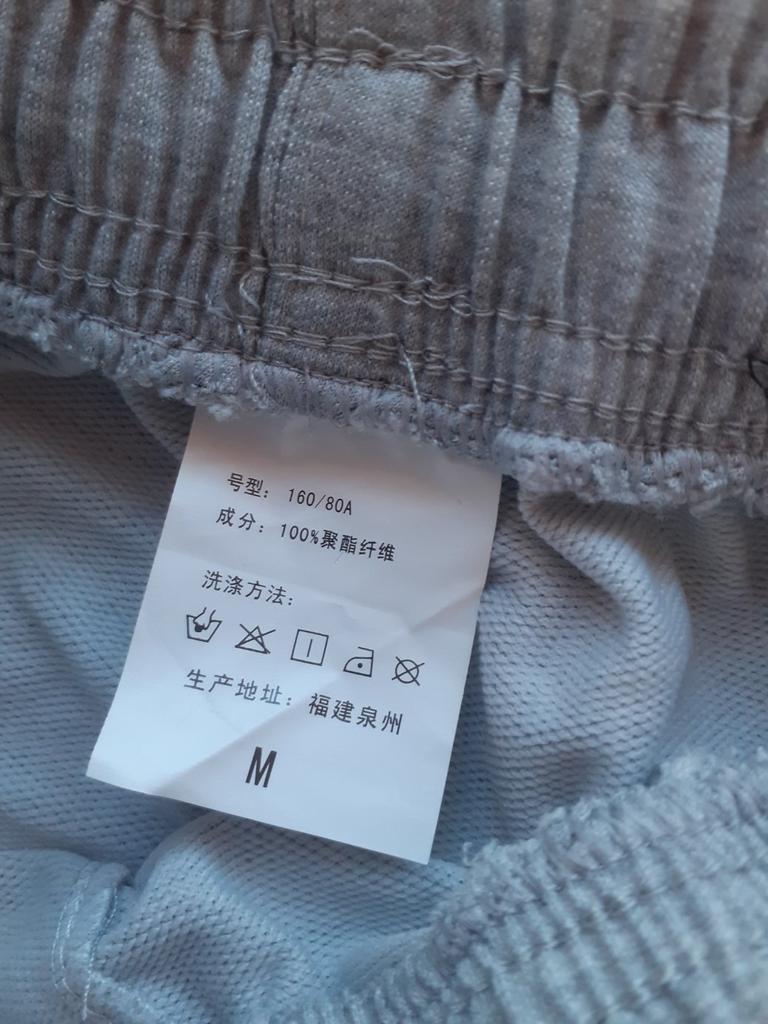 号型：160/80A
成分：100%聚酯纤维
洗涤方法：
生产地址：福建泉州
M